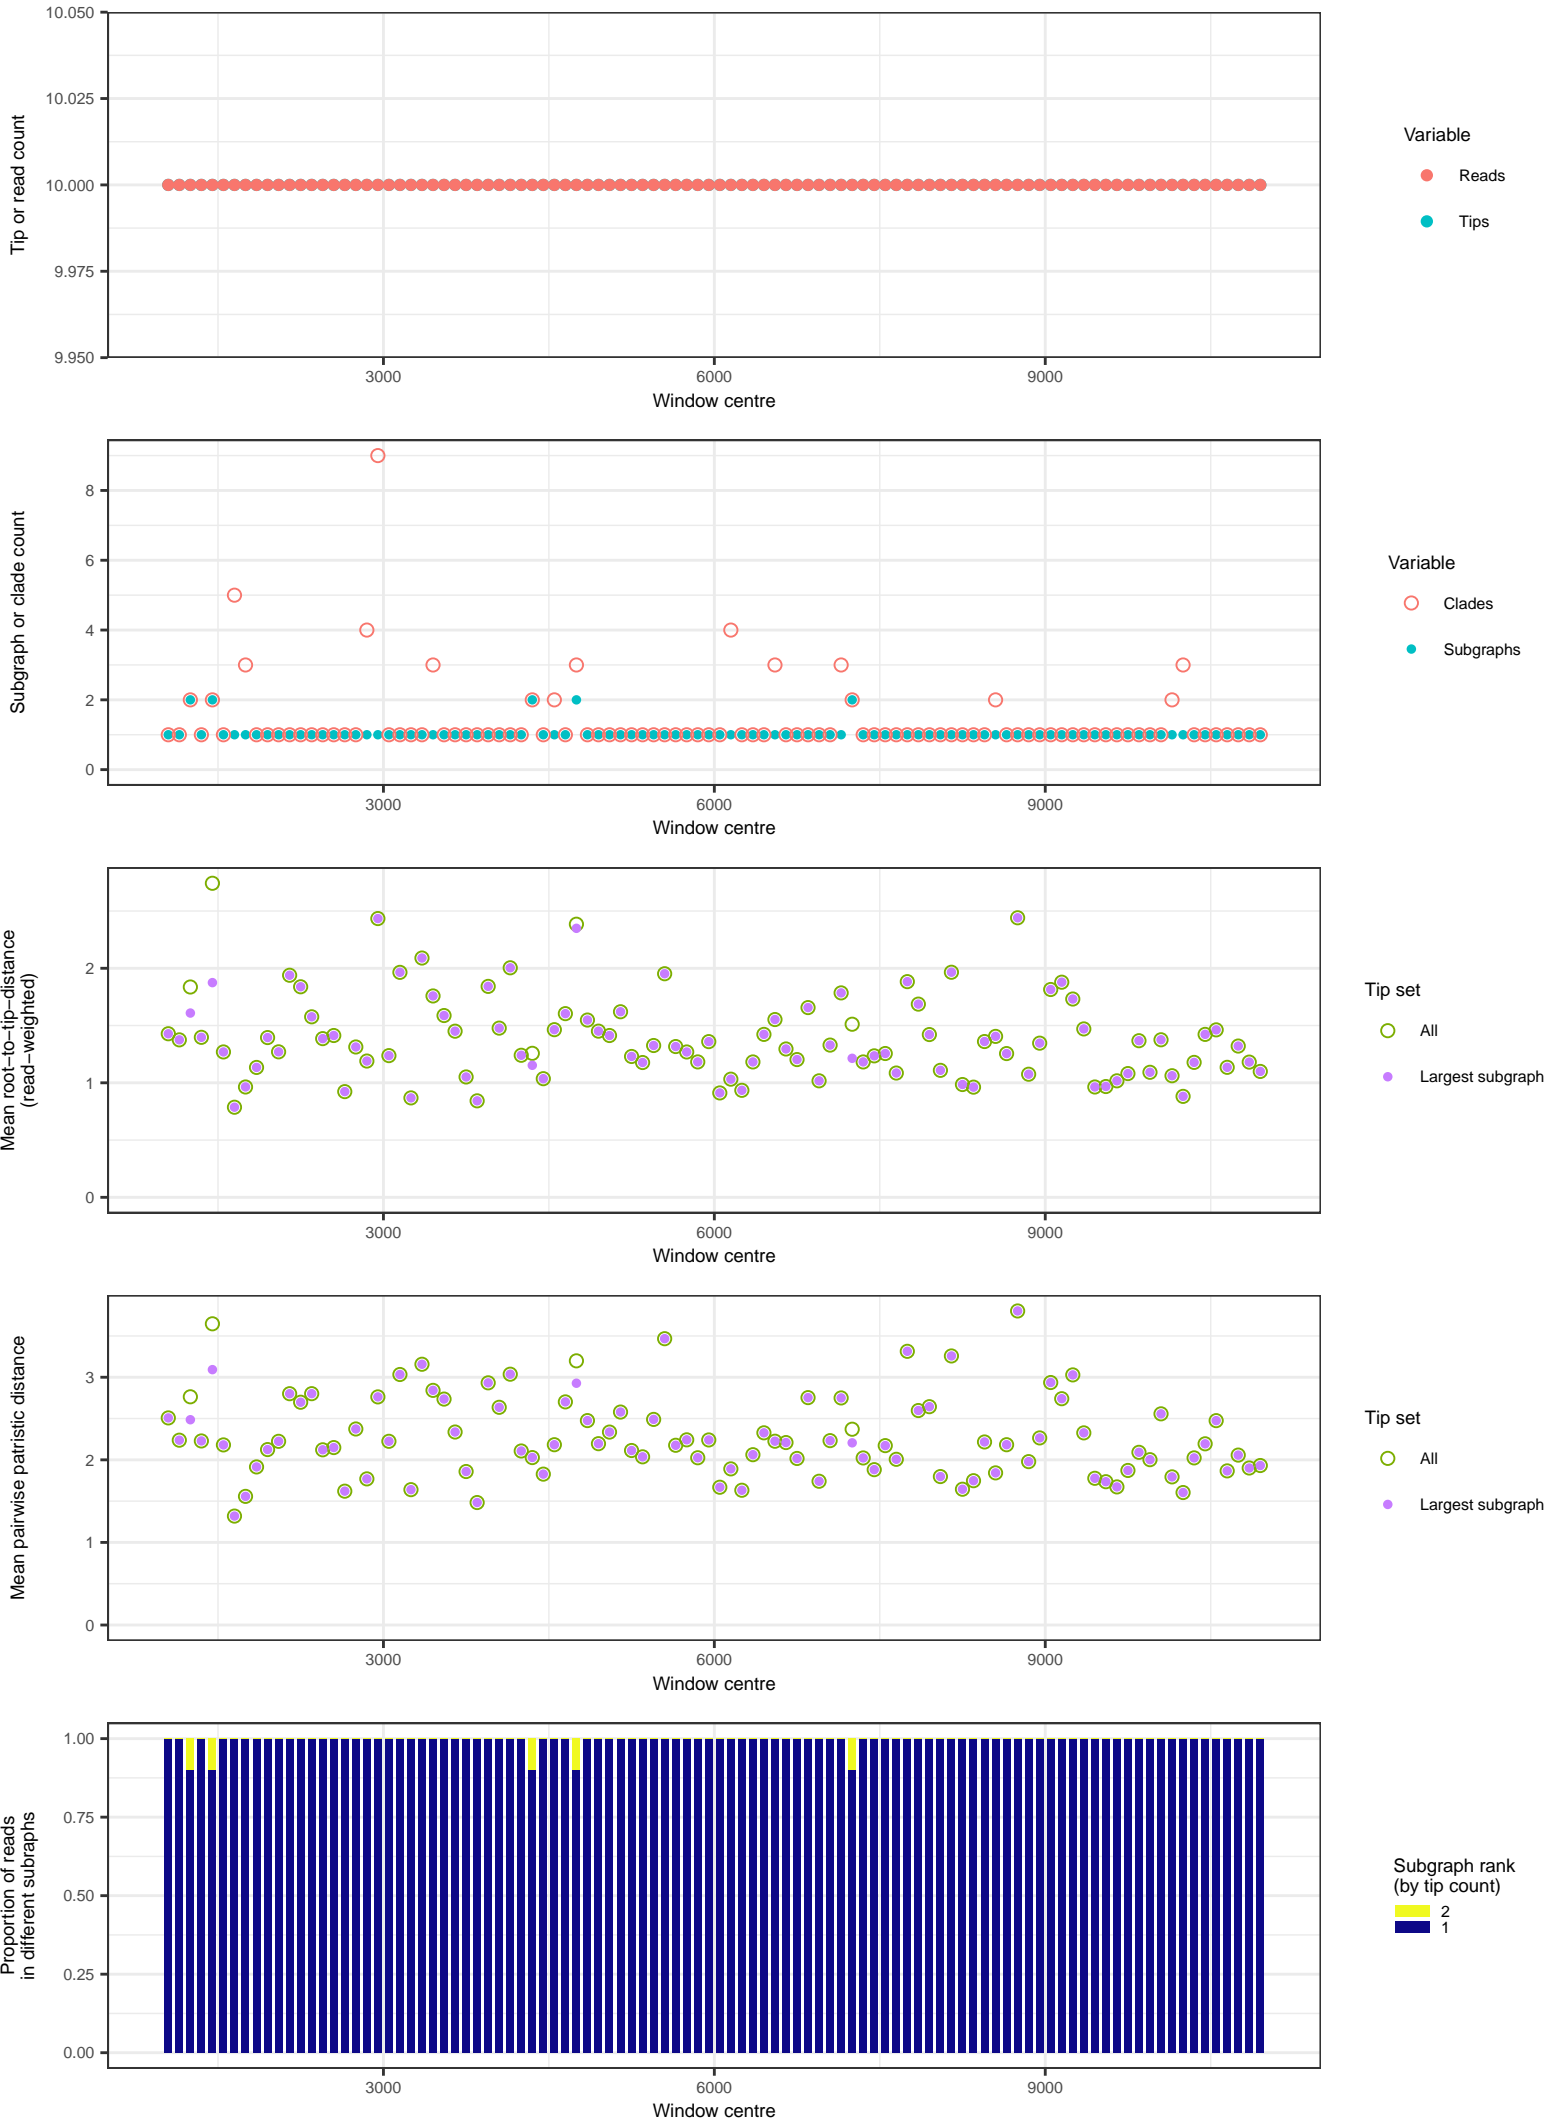 10.050
10.025
10.000
9.975
9.950
Tip or read count
3000 6000 9000
Window centre
Variable
Reads
Tips
8
6
4
2
0
Subgraph or clade count
3000 6000 9000
Window centre
Variable
Clades
Subgraphs
2
1
0
Mean root−to−tip−distance
(read−weighted)
3000 6000 9000
Window centre
Tip set
All
Largest subgraph
3
2
1
0
Mean pairwise patristic distance
3000 6000 9000
Window centre
Tip set
All
Largest subgraph
1.00
0.75
0.50
0.25
0.00
Proportion of reads
in different subraphs
3000 6000 9000
Window centre
Subgraph rank
(by tip count)
2
1